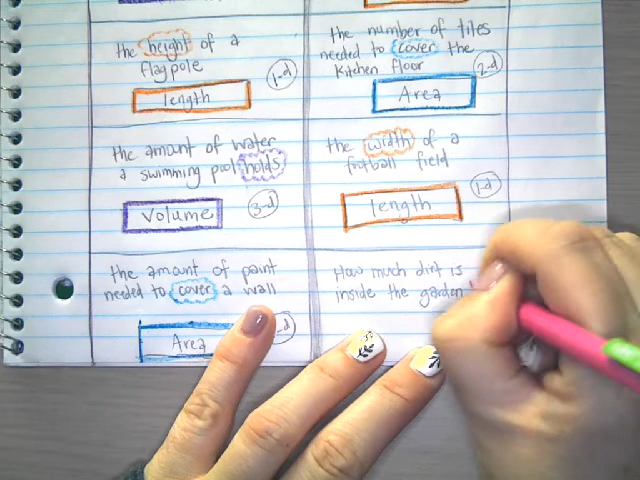 the height of a
flagpole
1-d
length
the number of tiles
needed to cover the
kitchen floor
2-d
Area
the amount of water
a swimming pool holds
3-d
Volume
the width of a
football field
1-d
length
the amount of paint
needed to cover a wall
Area
How much dirt is
inside the garden